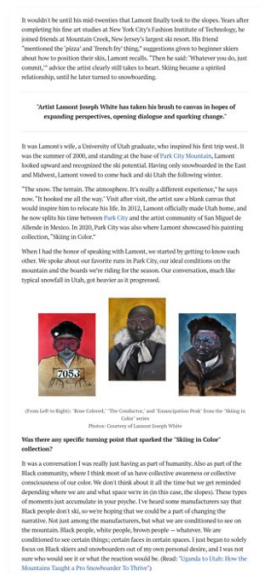 It wouldn't be until his mid-twenties that Lamont finally took to the slopes. Years after
completing his fine art studies at New York City's Fashion Institute of Technology, he
joined friends at Mountain Creek, New Jersey's largest ski resort. His friend
"mentioned the 'pizza' and 'french fry' thing," suggestions given to beginner skiers
about how to position their skis, Lamont recalls. "Then he said: 'Whatever you do, just
commit,'" advice the artist clearly still takes to heart. Skiing became a spiritual
relationship, until he later turned to snowboarding.
"Artist Lamont Joseph White has taken his brush to canvas in hopes of
expanding perspectives, opening dialogue and sparking change."
It was Lamont's wife, a University of Utah graduate, who inspired his first trip west. It
was the summer of 2000, and standing at the base of Park City Mountain, Lamont
looked upward and recognized the ski potential. Having only snowboarded in the East
and Midwest, Lamont vowed to come back and ski Utah the following winter.
"The snow. The terrain. The atmosphere. It's really a different experience," he says
now. "It hooked me all the way." Visit after visit, the artist saw a blank canvas that
would inspire him to relocate his life. In 2012, Lamont officially made Utah home, and
he now splits his time between Park City and the artist community of San Miguel de
Allende in Mexico. In 2020, Park City was also where Lamont showcased his painting
collection, "Skiing in Color."
When I had the honor of speaking with Lamont, we started by getting to know each
other. We spoke about our favorite runs in Park City, our ideal conditions on the
mountain and the boards we're riding for the season. Our conversation, much like
typical snowfall in Utah, got heavier as it progressed.
705.3
(From Left to Right): 'Rose Colored,' 'The Conductor,' and 'Emancipation Peak' from the "Skiing in
Color" series
Photos: Courtesy of Lamont Joseph White
Was there any specific turning point that sparked the "Skiing in Color"
collection?
It was a conversation I was really just having as part of humanity. Also as part of the
Black community, where I think most of us have collective awareness or collective
consciousness of our color. We don't think about it all the time but we get reminded
depending where we are and what space we're in (in this case, the slopes). These types
of moments just accumulate in your psyche. I've heard some manufacturers say that
Black people don't ski, so we're hoping that we could be a part of changing the
narrative. Not just among the manufacturers, but what we are conditioned to see on
the mountain. Black people, white people, brown people – whatever. We are
conditioned to see certain things; certain faces in certain spaces. I just began to solely
focus on Black skiers and snowboarders out of my own personal desire, and I was not
sure who would see it or what the reaction would be. (Read: "Uganda to Utah: How the
Mountains Taught a Pro Snowboarder To Thrive")